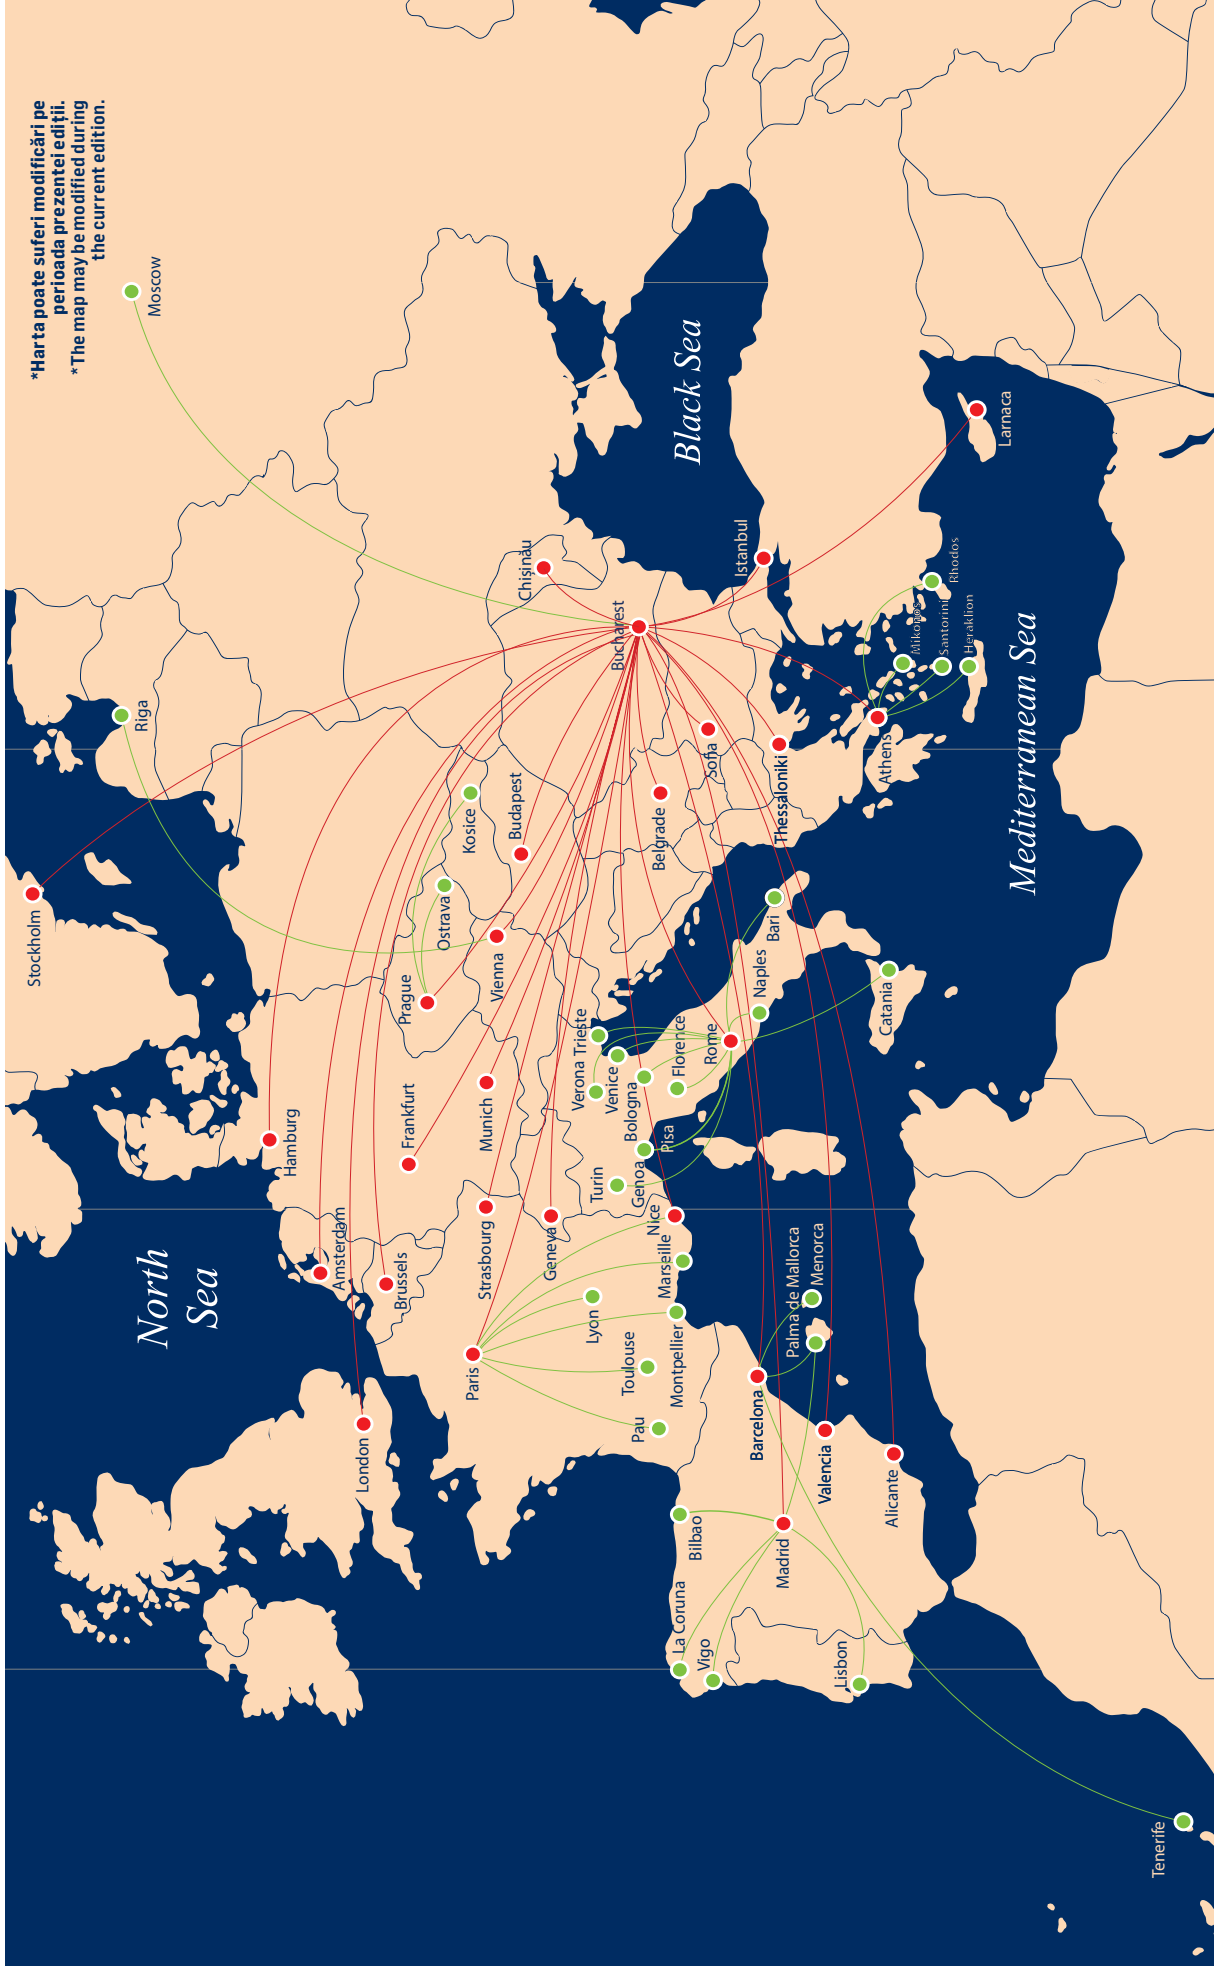 *Harta poate suferi modificări pe
perioada prezentei ediții.
*The map may be modified during
the current edition.
Moscow
Riga
Stockholm
North
Sea
Hamburg
Amsterdam
London
Brussels
Frankfurt
Prague
Ostrava
Kosice
Vienna
Budapest
Munich
Strasbourg
Paris
Chișinău
Geneva
Bucharest
Black Sea
Istanbul
Verona
Trieste
Venice
Bologna
Florence
Turin
Genoa
Pisa
Nice
Lyon
Marseille
Toulouse
Montpellier
Pau
Belgrade
Sofia
Thessaloniki
Rome
Naples
Bari
Catania
Athens
Mikonos
Santorini
Heraklion
Rhodos
Larnaca
Mediterranean Sea
Barcelona
Palma de Mallorca
Menorca
Valencia
Alicante
Madrid
Bilbao
La Coruna
Vigo
Lisbon
Tenerife